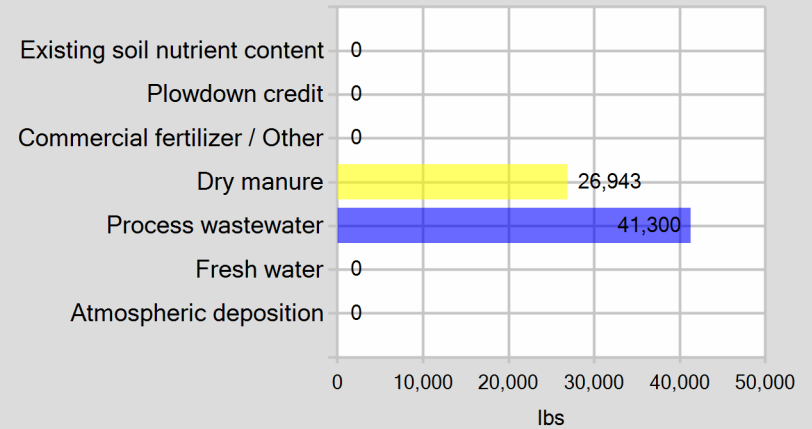 Existing soil nutrient content 0
Plowdown credit 0
Commercial fertilizer / Other 0
Dry manure 26,943
Process wastewater 41,300
Fresh water 0
Atmospheric deposition 0
0 10,000 20,000 30,000 40,000 50,000
lbs